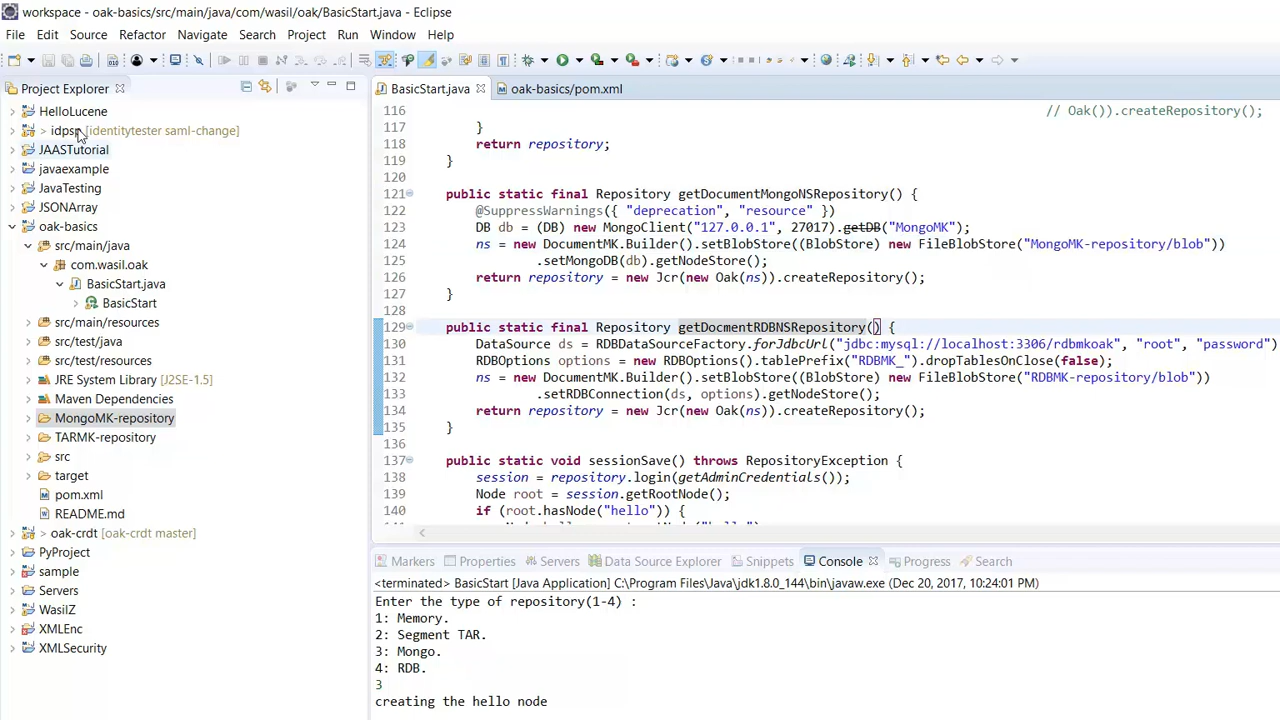 workspace - oak-basics/src/main/java/com/wasil/oak/BasicStart.java - Eclipse
File Edit Source Refactor Navigate Search Project Run Window Help
Project Explorer
HelloLucene
> idpsp [identitytester saml-change]
JAASTutorial
javaexample
JavaTesting
JSONArray
oak-basics
src/main/java
com.wasil.oak
BasicStart.java
BasicStart
src/main/resources
src/test/java
src/test/resources
JRE System Library [J2SE-1.5]
Maven Dependencies
MongoMK-repository
TARMK-repository
src
target
pom.xml
README.md
> oak-crdt [oak-crdt master]
PyProject
sample
Servers
WasilZ
XMLEnc
XMLSecurity
BasicStart.java oak-basics/pom.xml
116 // Oak()).createRepository();
117 }
118 return repository;
119 }
120
121 public static final Repository getDocumentMongoNSRepository() {
122 @SuppressWarnings({ "deprecation", "resource" })
123 DB db = (DB) new MongoClient("127.0.0.1", 27017).getDB("MongoMK");
124 ns = new DocumentMK.Builder().setBlobStore((BlobStore) new FileBlobStore("MongoMK-repository/blob"))
125 .setMongoDB(db).getNodeStore();
126 return repository = new Jcr(new Oak(ns)).createRepository();
127 }
128
129 public static final Repository getDocmentRDBNSRepository() {
130 DataSource ds = RDBDataSourceFactory.forJdbcUrl("jdbc:mysql://localhost:3306/rdbmkoak", "root", "password")
131 RDBOptions options = new RDBOptions().tablePrefix("RDBMK_").dropTablesOnClose(false);
132 ns = new DocumentMK.Builder().setBlobStore((BlobStore) new FileBlobStore("RDBMK-repository/blob"))
133 .setRDBConnection(ds, options).getNodeStore();
134 return repository = new Jcr(new Oak(ns)).createRepository();
135 }
136
137 public static void sessionSave() throws RepositoryException {
138 session = repository.login(getAdminCredentials());
139 Node root = session.getRootNode();
140 if (root.hasNode("hello")) {
Markers Properties Servers Data Source Explorer Snippets Console Progress Search
<terminated> BasicStart [Java Application] C:\Program Files\Java\jdk1.8.0_144\bin\javaw.exe (Dec 20, 2017, 10:24:01 PM)
Enter the type of repository(1-4) :
1: Memory.
2: Segment TAR.
3: Mongo.
4: RDB.
3
creating the hello node